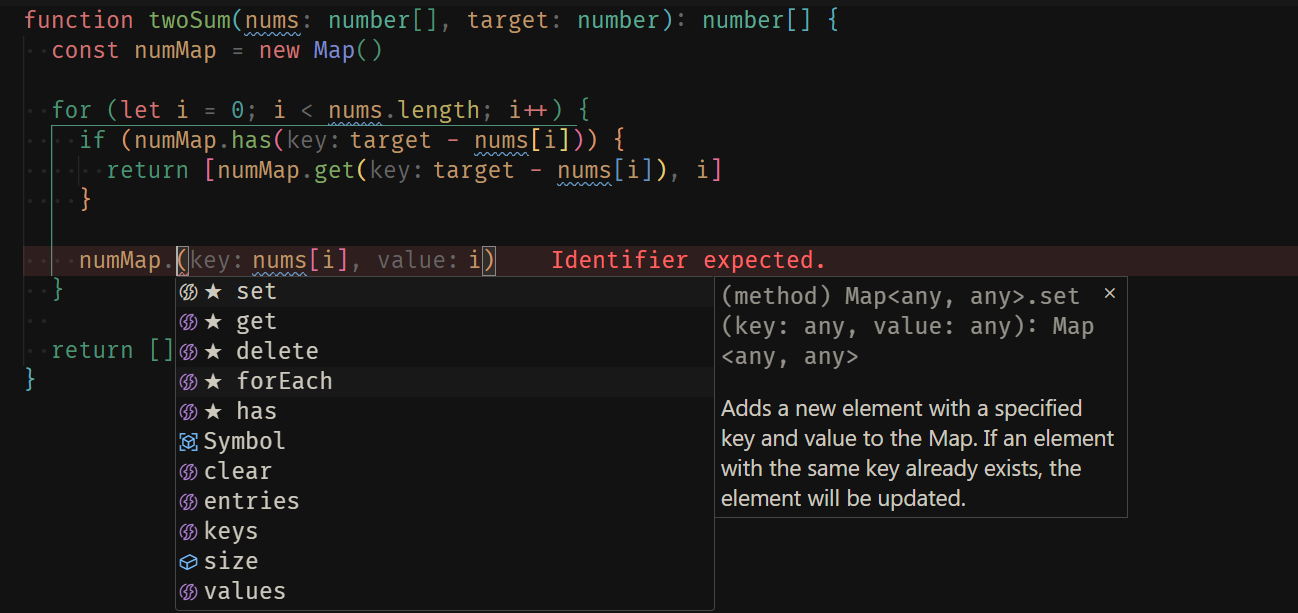 function twoSum(nums: number[], target: number): number[] {
const numMap = new Map()
for (let i = 0; i < nums.length; i++) {
if (numMap.has(key: target - nums[i])) {
return [numMap.get(key: target - nums[i]), i]
}
numMap.(key: nums[i], value: i) Identifier expected.
}
return []
}
★ set
★ get
★ delete
★ forEach
★ has
Symbol
clear
entries
keys
size
values
(method) Map<any, any>.set
(key: any, value: any): Map
<any, any>
Adds a new element with a specified
key and value to the Map. If an element
with the same key already exists, the
element will be updated.